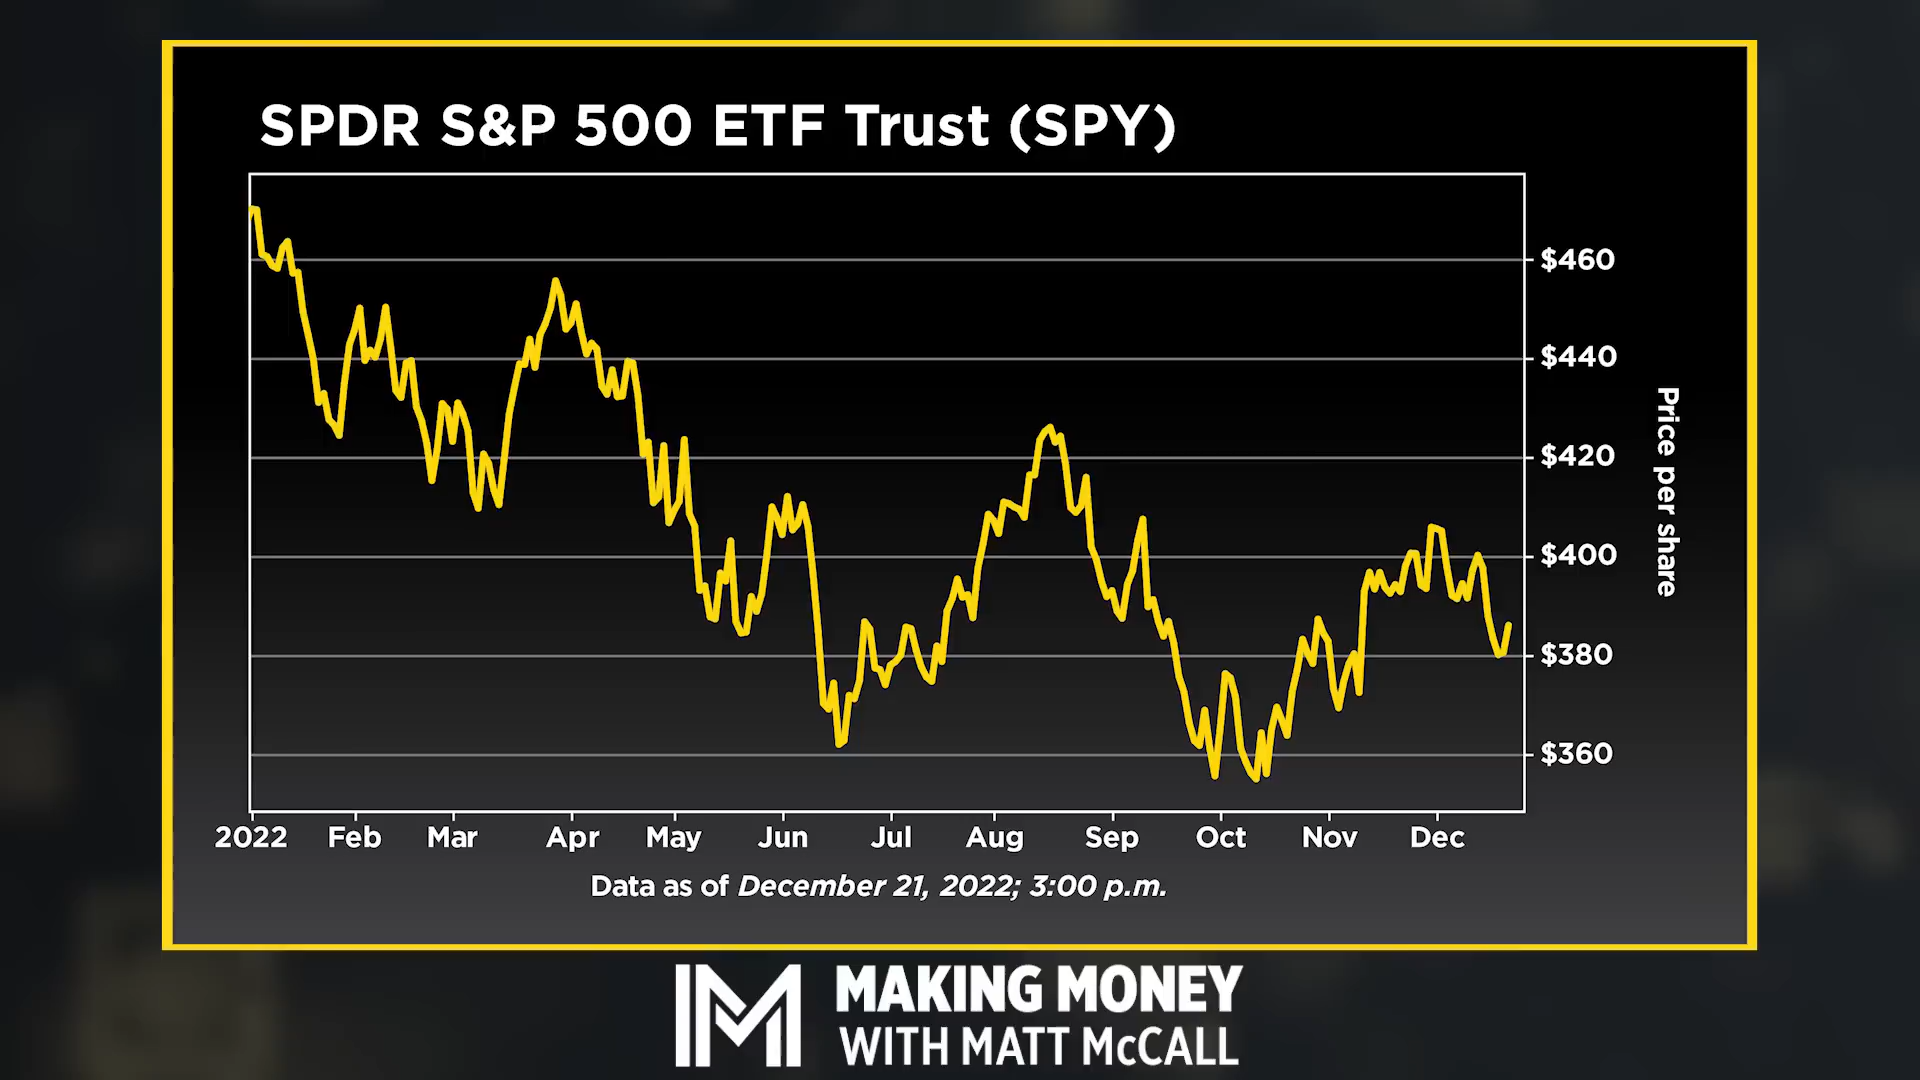 SPDR S&P 500 ETF Trust (SPY)
$460
$440
$420
$400
$380
$360
Price per share
2022 Feb Mar Apr May Jun Jul Aug Sep Oct Nov Dec
Data as of December 21, 2022; 3:00 p.m.
MAKING MONEY
WITH MATT McCALL